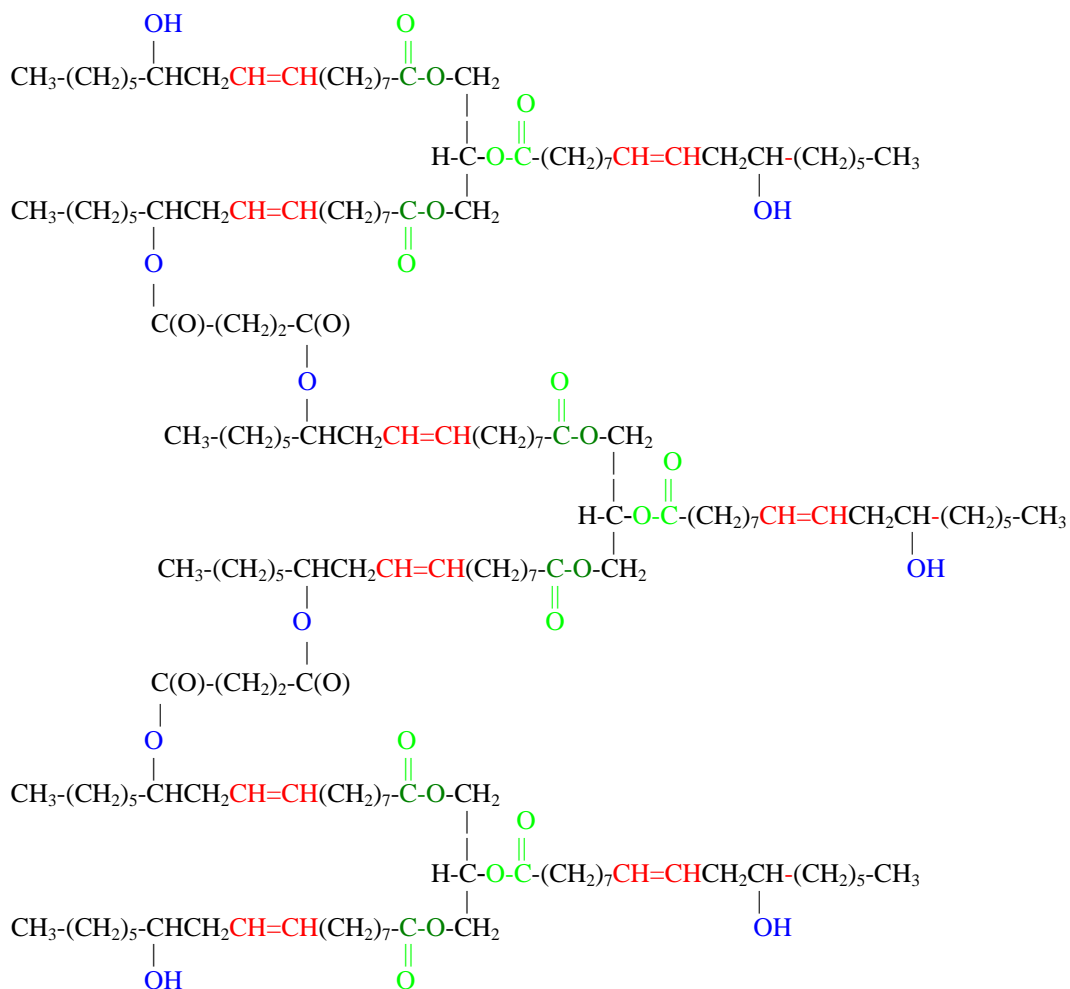 OH O
CH3-(CH2)5-CHCH2CH=CH(CH2)7-C-O-CH2
O
H-C-O-C-(CH2)7CH=CHCH2CH-(CH2)5-CH3
CH3-(CH2)5-CHCH2CH=CH(CH2)7-C-O-CH2 OH
O O
C(O)-(CH2)2-C(O)
O O
CH3-(CH2)5-CHCH2CH=CH(CH2)7-C-O-CH2
O
H-C-O-C-(CH2)7CH=CHCH2CH-(CH2)5-CH3
CH3-(CH2)5-CHCH2CH=CH(CH2)7-C-O-CH2 OH
O O
C(O)-(CH2)2-C(O)
O O
CH3-(CH2)5-CHCH2CH=CH(CH2)7-C-O-CH2
O
H-C-O-C-(CH2)7CH=CHCH2CH-(CH2)5-CH3
CH3-(CH2)5-CHCH2CH=CH(CH2)7-C-O-CH2 OH
OH O